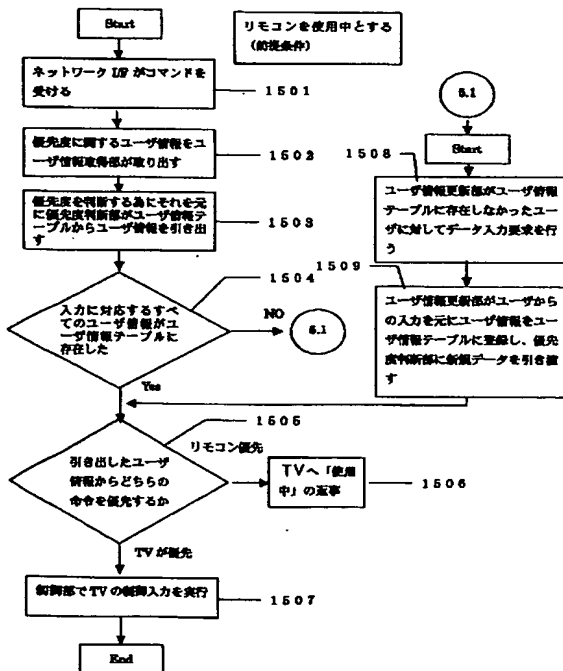 Start
リモコンを使用中とする
(前提条件)
ネットワーク I/F がコマンドを
受ける
1501
優先度に関するユーザ情報をユ
ーザ情報取得部が取り出す
1502
優先度を判断する為にそれを元
に優先度判断部がユーザ情報テ
ーブルからユーザ情報を引き出
す
1503
1504
入力に対応するすべ
てのユーザ情報がユ
ーザ情報テーブルに
存在した
NO
5.1
Yes
5.1
Start
1508
ユーザ情報更新部がユーザ情報
テーブルに存在しなかったユー
ザに対してデータ入力要求を行
う
1509
ユーザ情報更新部がユーザから
の入力を元にユーザ情報をユー
ザ情報テーブルに登録し、優先
度判断部に新規データを引き渡
す
1505
引き出したユーザ
情報からどちらの
命令を優先するか
リモコン優先
TVへ「使用
中」の返事
1506
TVが優先
制御部でTVの制御入力を実行
1507
End